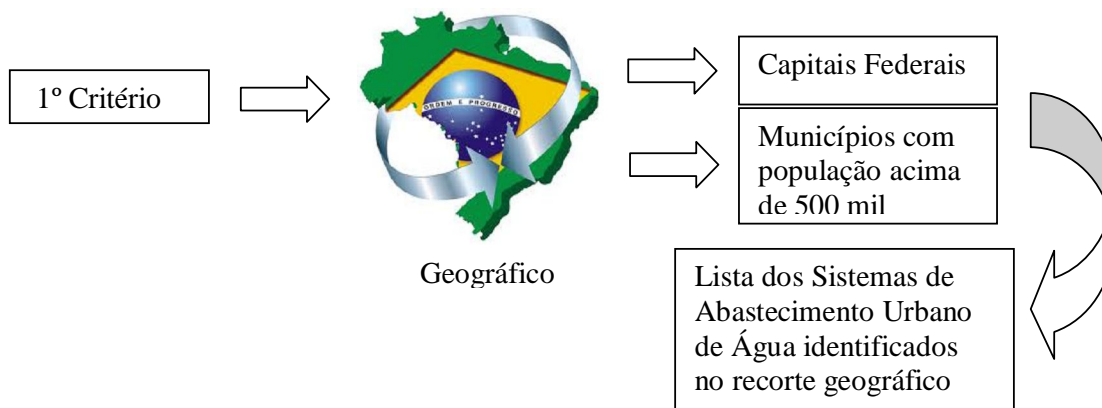 1º Critério
ORDEM E PROGRESSO
Geográfico
Capitais Federais
Municípios com
população acima
de 500 mil
Lista dos Sistemas de
Abastecimento Urbano
de Água identificados
no recorte geográfico